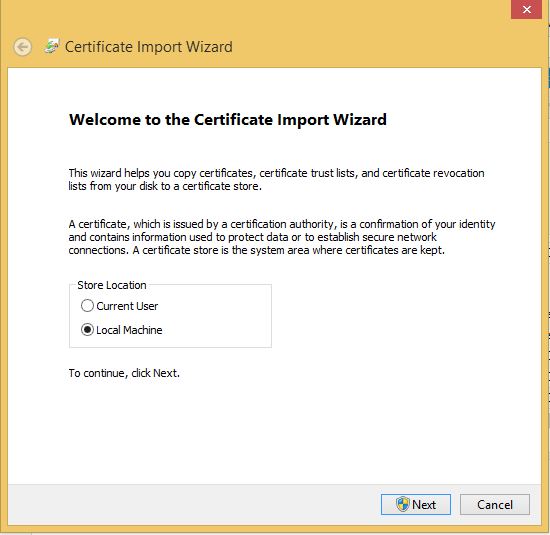 Certificate Import Wizard
Welcome to the Certificate Import Wizard
This wizard helps you copy certificates, certificate trust lists, and certificate revocation
lists from your disk to a certificate store.
A certificate, which is issued by a certification authority, is a confirmation of your identity
and contains information used to protect data or to establish secure network
connections. A certificate store is the system area where certificates are kept.
Store Location
Current User
Local Machine
To continue, click Next.
Next
Cancel